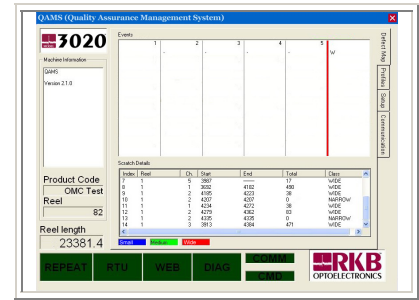 QAMS (Quality Assurance Management System)
3020
Machine Information
QAMS
Version 2.1.0
Product Code
OMC Test
Reel
82
Reel length
23381.4
Events
1 2 3 4 5
W
Defect Map
Profiles
Setup
Communication
Scratch Details
Index Reel Ch. Start End Total Class
7 1 5 3987 —— 17 WIDE
8 1 1 3692 4182 490 WIDE
9 1 2 4185 4223 38 WIDE
10 1 2 4207 4207 0 NARROW
11 1 1 4234 4272 38 WIDE
12 1 2 4279 4362 83 WIDE
13 1 2 4335 4335 0 NARROW
14 1 3 3913 4384 471 WIDE
Small Medium Wide
REPEAT RTU WEB DIAG COMM
CMD
RKB
OPTOELECTRONICS